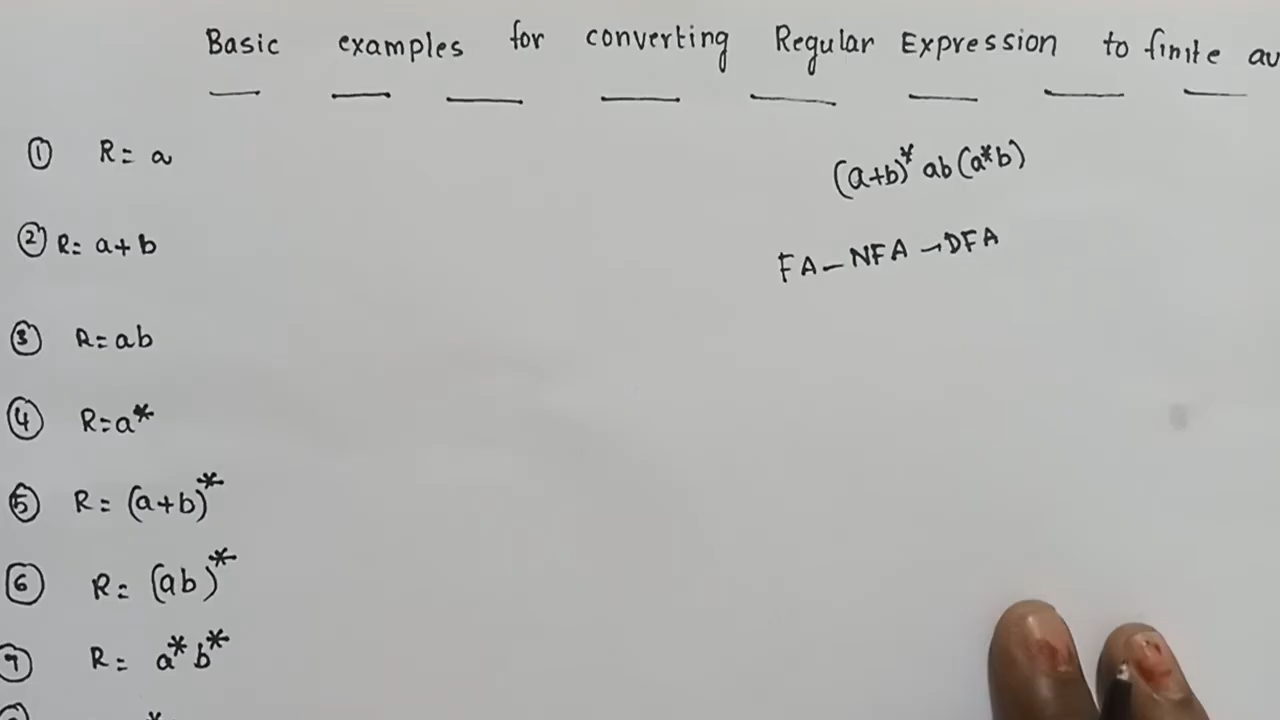 Basic examples for converting Regular Expression to finite au
① R = a
(a+b)* ab (a*b)
② R = a + b
FA - NFA → DFA
③ R = ab
④ R = a*
⑤ R = (a+b)*
⑥ R = (ab)*
R = a* b*